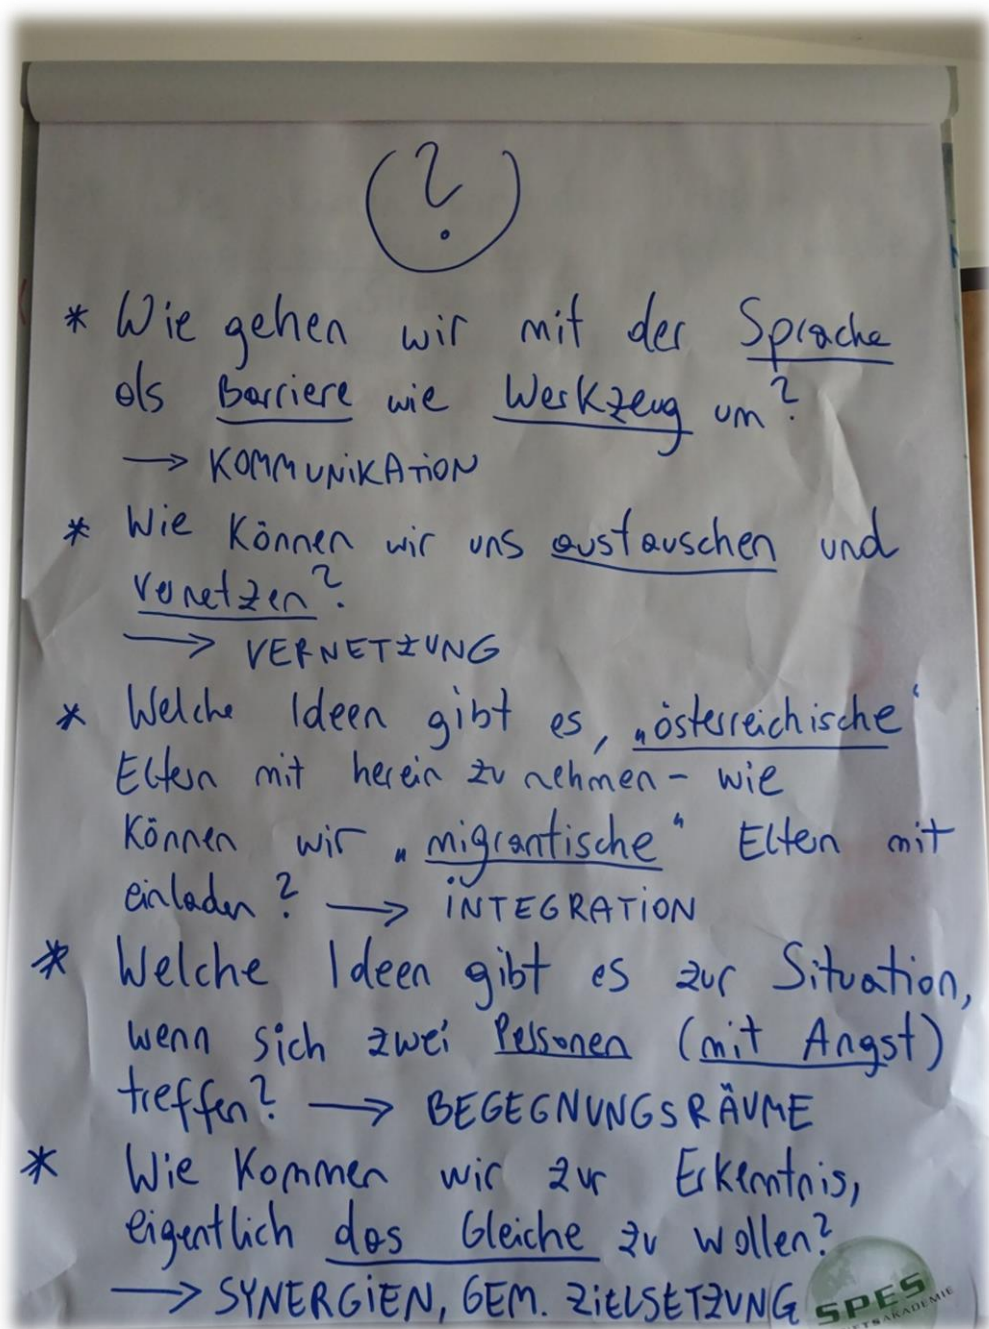 ?
* Wie gehen wir mit der Sprache
als Barriere wie Werkzeug um?
→ KOMMUNIKATION
* Wie können wir uns austauschen und
vernetzen?
→ VERNETZUNG
* Welche Ideen gibt es, „österreichische“
Eltern mit herein zu nehmen – wie
können wir „migrantische“ Eltern mit
einladen? → INTEGRATION
* Welche Ideen gibt es zur Situation,
wenn sich zwei Personen (mit Angst)
treffen? → BEGEGNUNGSRÄUME
* Wie kommen wir zur Erkenntnis,
eigentlich das Gleiche zu wollen?
→ SYNERGIEN, GEM. ZIELSETZUNG
SPES